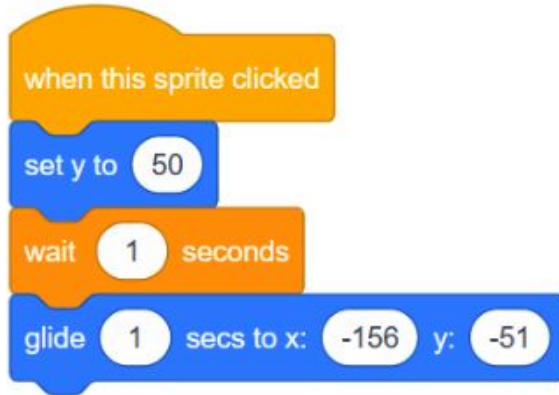 when this sprite clicked
set y to 50
wait 1 seconds
glide 1 secs to x: -156 y: -51